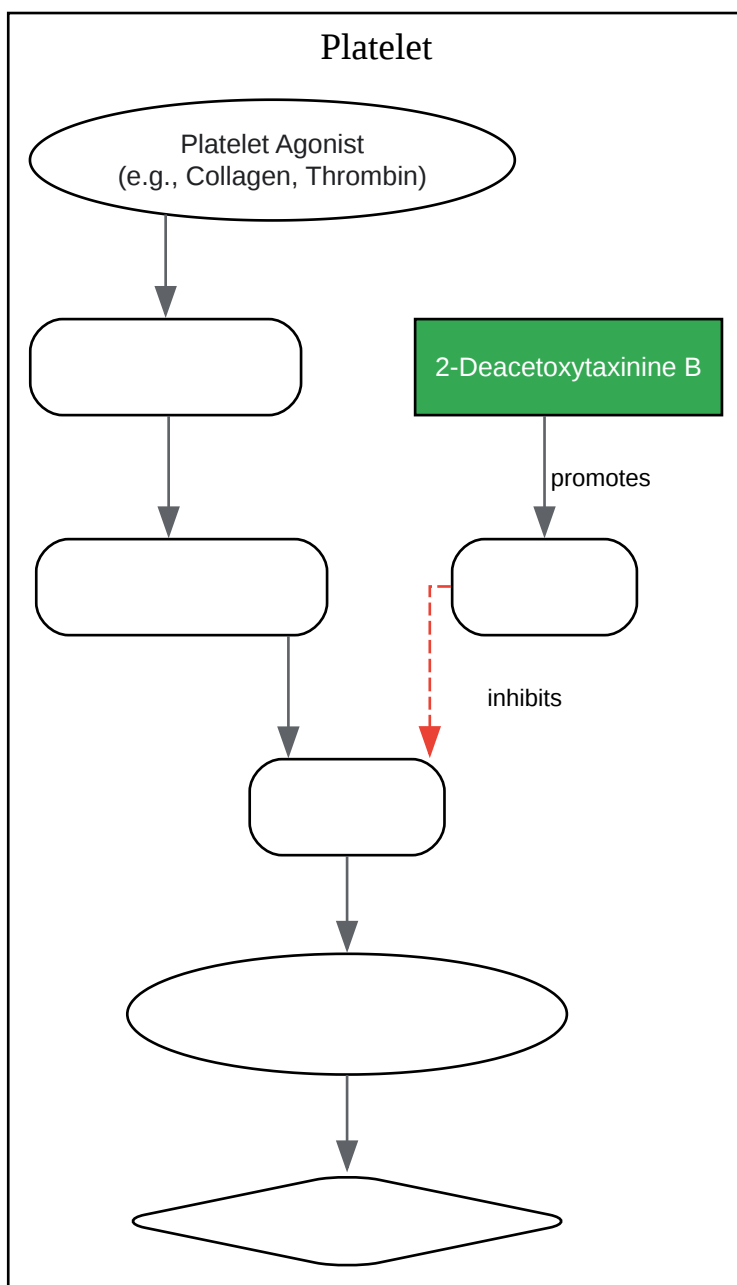 Platelet
Platelet Agonist
(e.g., Collagen, Thrombin)
2-Deacetoxytaxinine B
promotes
inhibits